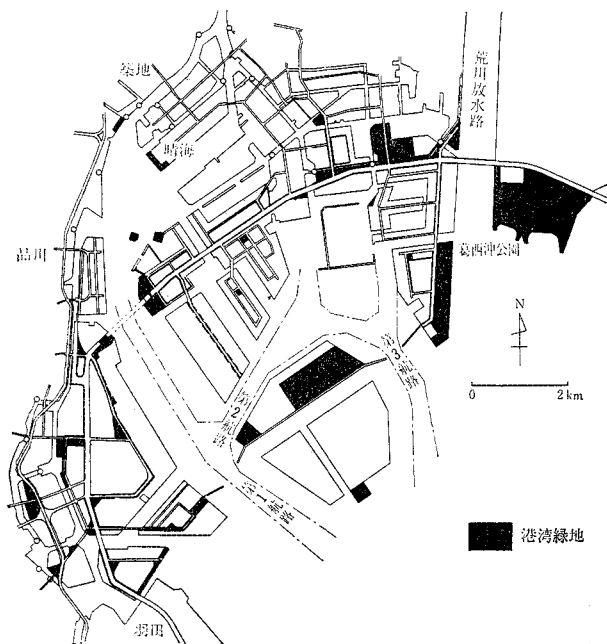 築地
晴海
荒川放水路
品川
葛西沖公園
N
0 2km
第3航路
第2航路
第1航路
港湾緑地
羽田